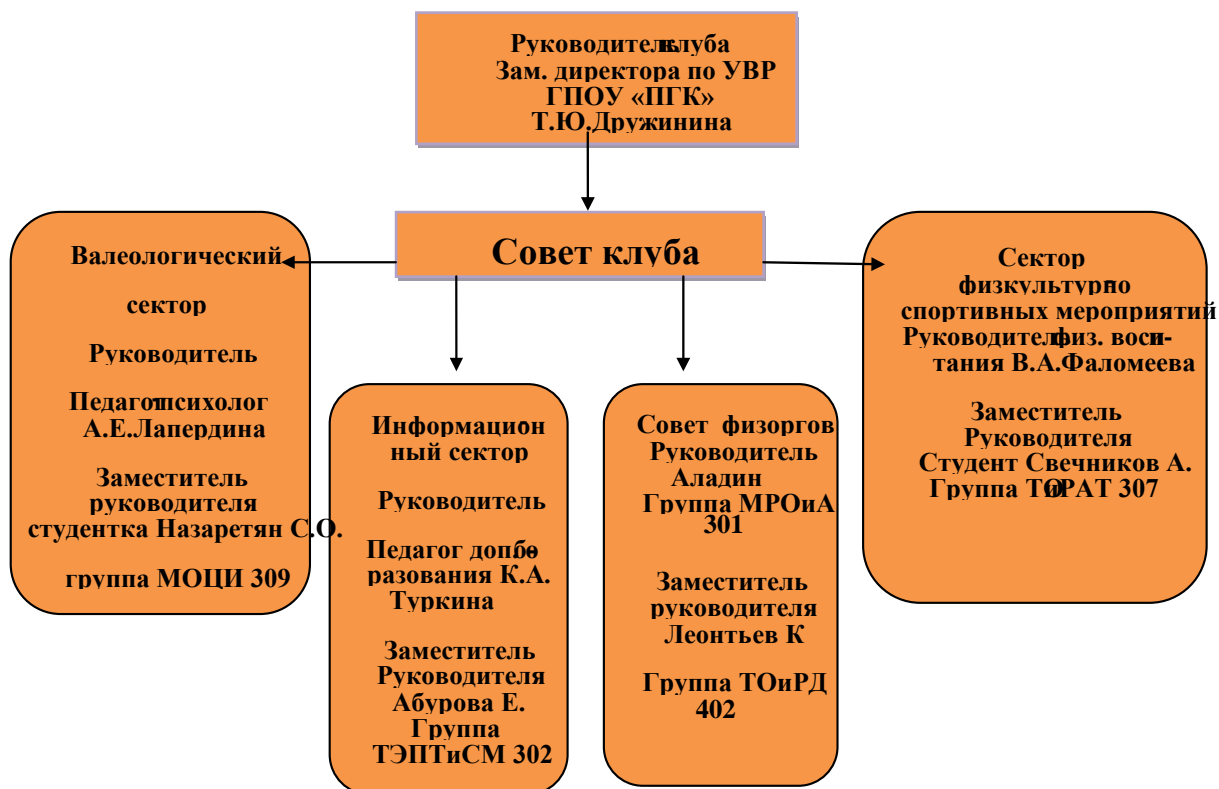 Руководитель клуба
Зам. директора по УВР
ГПОУ «ПГК»
Т.Ю.Дружинина
Совет клуба
Валеологический
сектор
Руководитель
Педагог-психолог
А.Е.Лапердина
Заместитель
руководителя
студентка Назаретян С.О.
группа МОЦИ 309
Информацион-
ный сектор
Руководитель
Педагог доп.об-
разования К.А.
Туркина
Заместитель
Руководителя
Абурова Е.
Группа
ТЭПТиСМ 302
Совет физоргов
Руководитель
Аладин
Группа МРОиА
301
Заместитель
руководителя
Леонтьев К
Группа ТОиРД
402
Сектор
физкультурно-
спортивных мероприятий
Руководитель физ. воспи-
тания В.А.Фаломеева
Заместитель
Руководителя
Студент Свечников А.
Группа ТОиРАТ 307